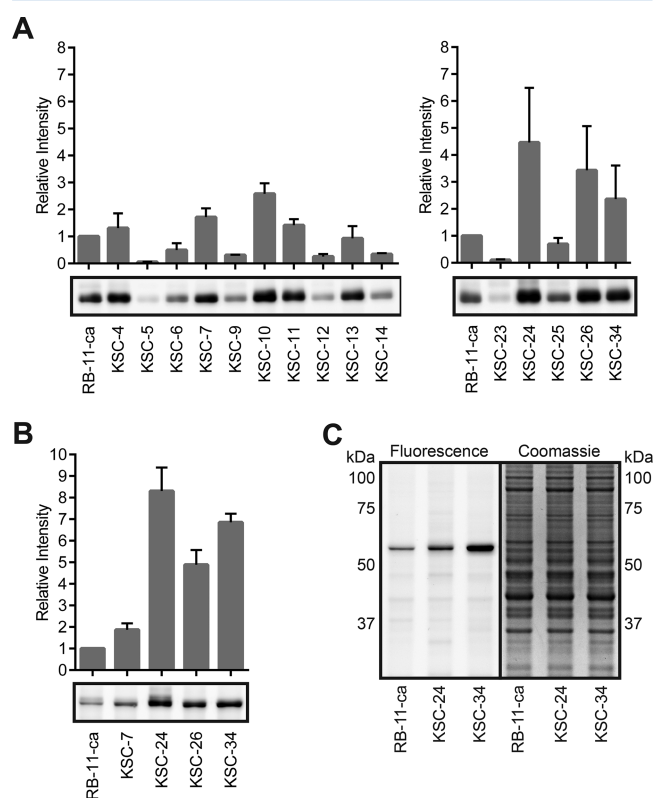 A
8
7
6
5
4
3
2
1
0
Relative Intensity
RB-11-ca
KSC-4
KSC-5
KSC-6
KSC-7
KSC-9
KSC-10
KSC-11
KSC-12
KSC-13
KSC-14
8
7
6
5
4
3
2
1
0
Relative Intensity
RB-11-ca
KSC-23
KSC-24
KSC-25
KSC-26
KSC-34
B
10
9
8
7
6
5
4
3
2
1
0
Relative Intensity
RB-11-ca
KSC-7
KSC-24
KSC-26
KSC-34
C
kDa Fluorescence Coomassie kDa
100 100
75 75
50 50
37 37
RB-11-ca
KSC-24
KSC-34
RB-11-ca
KSC-24
KSC-34